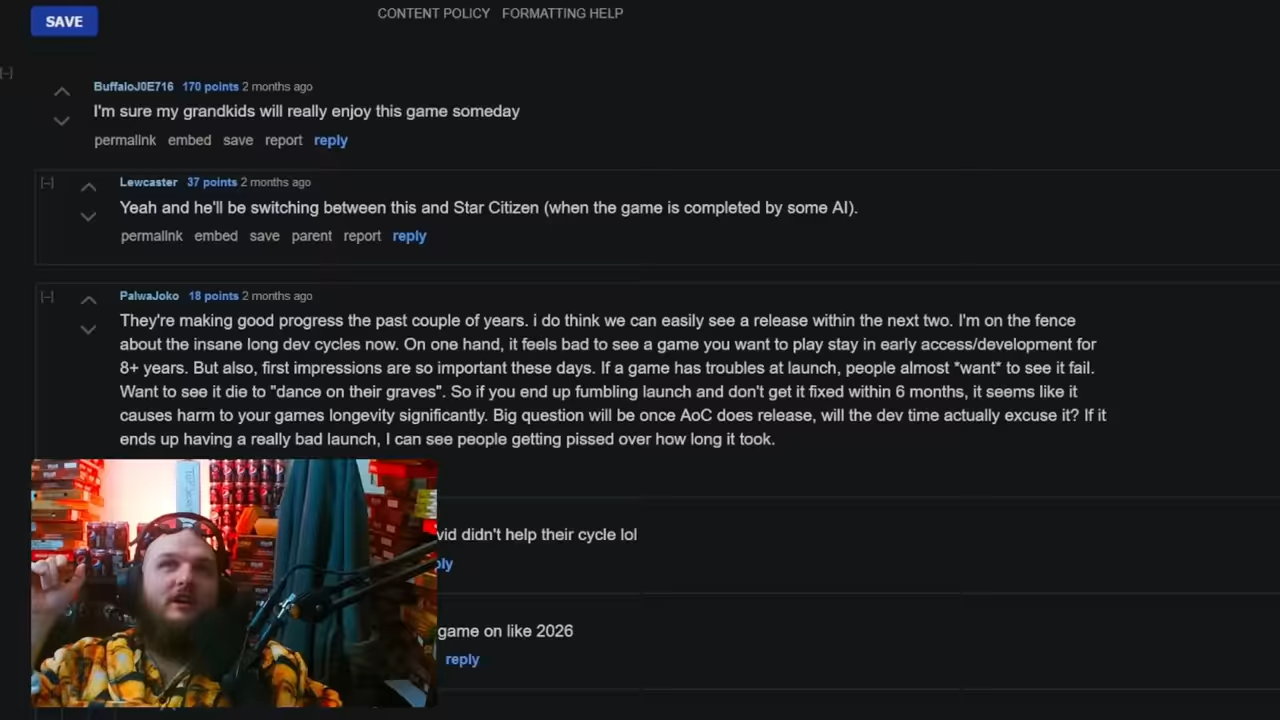 SAVE
CONTENT POLICY FORMATTING HELP
[-]
BuffaloJ0E716 170 points 2 months ago
I'm sure my grandkids will really enjoy this game someday
permalink embed save report reply
[-] Lewcaster 37 points 2 months ago
Yeah and he'll be switching between this and Star Citizen (when the game is completed by some AI).
permalink embed save parent report reply
[-] PalwaJoko 18 points 2 months ago
They're making good progress the past couple of years. i do think we can easily see a release within the next two. I'm on the fence
about the insane long dev cycles now. On one hand, it feels bad to see a game you want to play stay in early access/development for
8+ years. But also, first impressions are so important these days. If a game has troubles at launch, people almost *want* to see it fail.
Want to see it die to "dance on their graves". So if you end up fumbling launch and don't get it fixed within 6 months, it seems like it
causes harm to your games longevity significantly. Big question will be once AoC does release, will the dev time actually excuse it? If it
ends up having a really bad launch, I can see people getting pissed over how long it took.
vid didn't help their cycle lol
ply
game on like 2026
reply